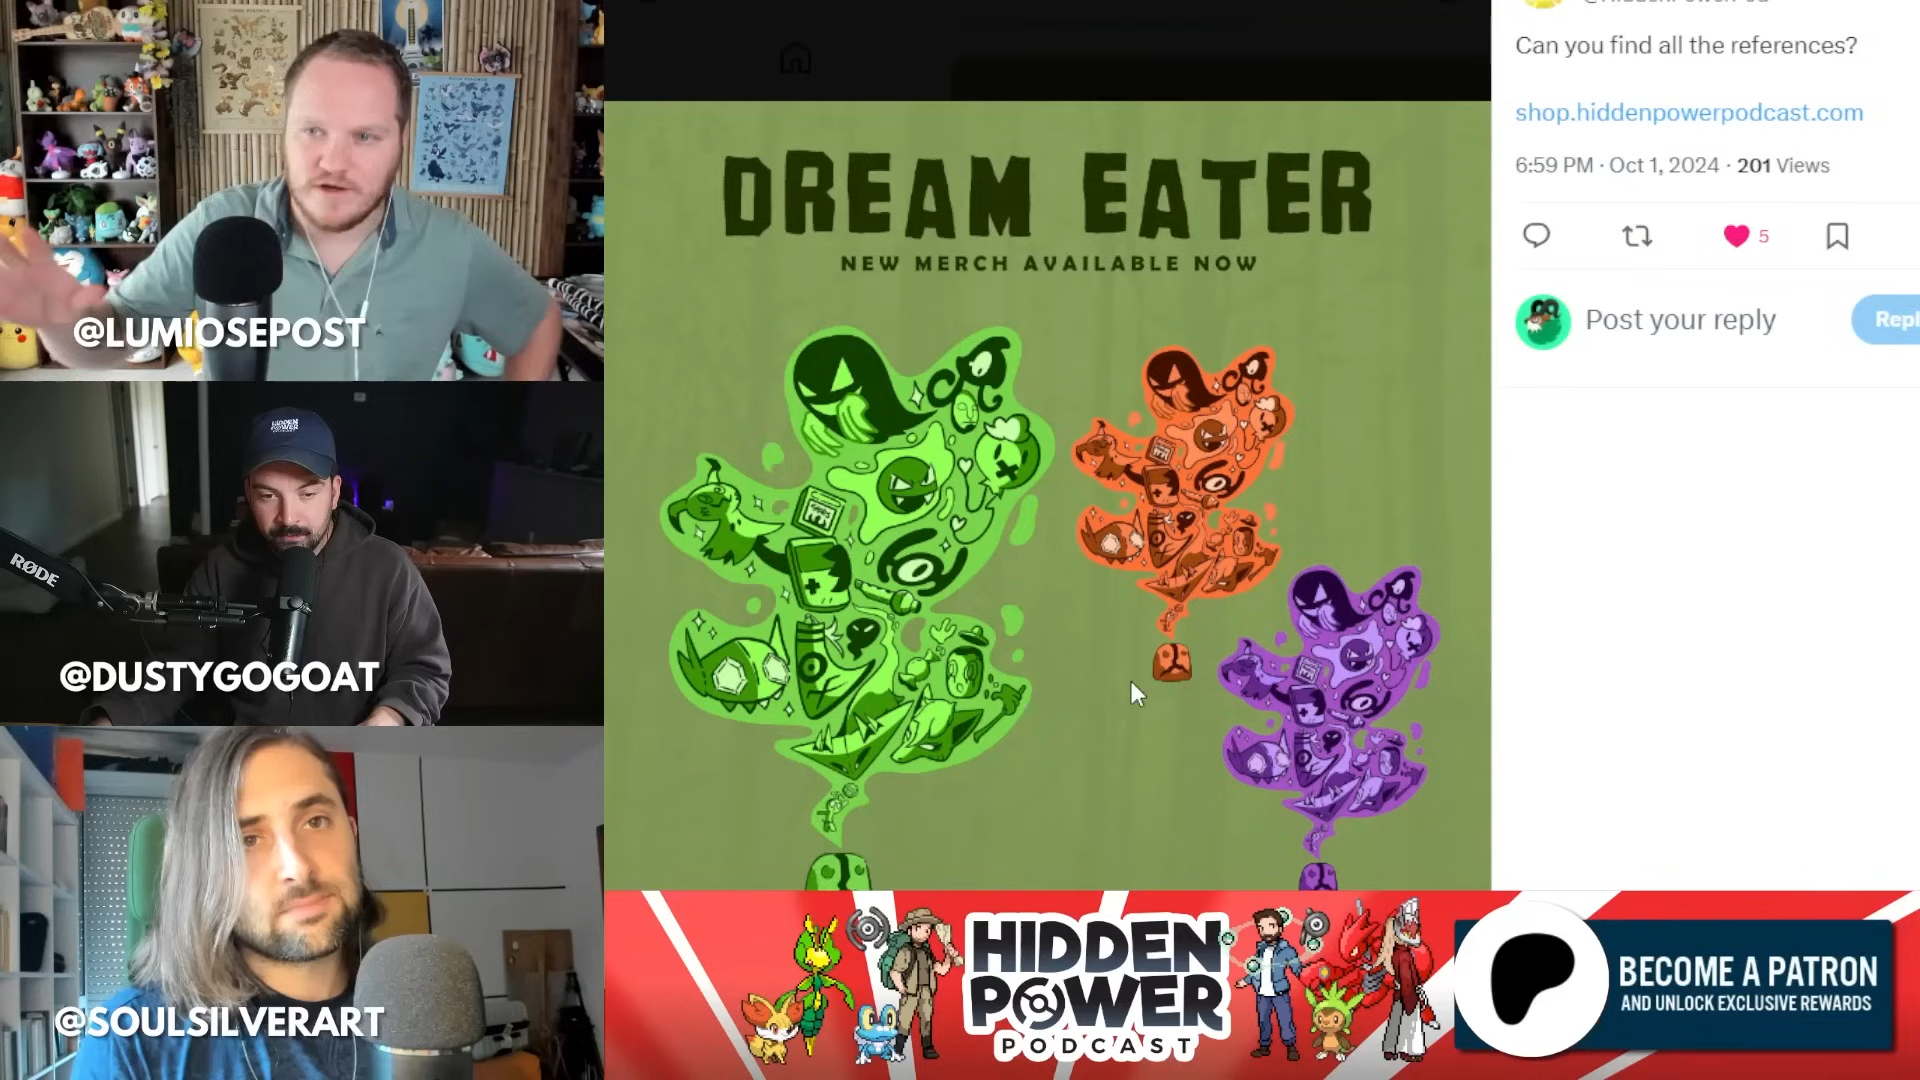 @LUMIOSEPOST
HIDDEN
POWER
RØDE
@DUSTYGOGOAT
@SOULSILVERART
DREAM EATER
NEW MERCH AVAILABLE NOW
Can you find all the references?
shop.hiddenpowerpodcast.com
6:59 PM · Oct 1, 2024 · 201 Views
5
Post your reply
Repl
HIDDEN
POWER
PODCAST
BECOME A PATRON
AND UNLOCK EXCLUSIVE REWARDS